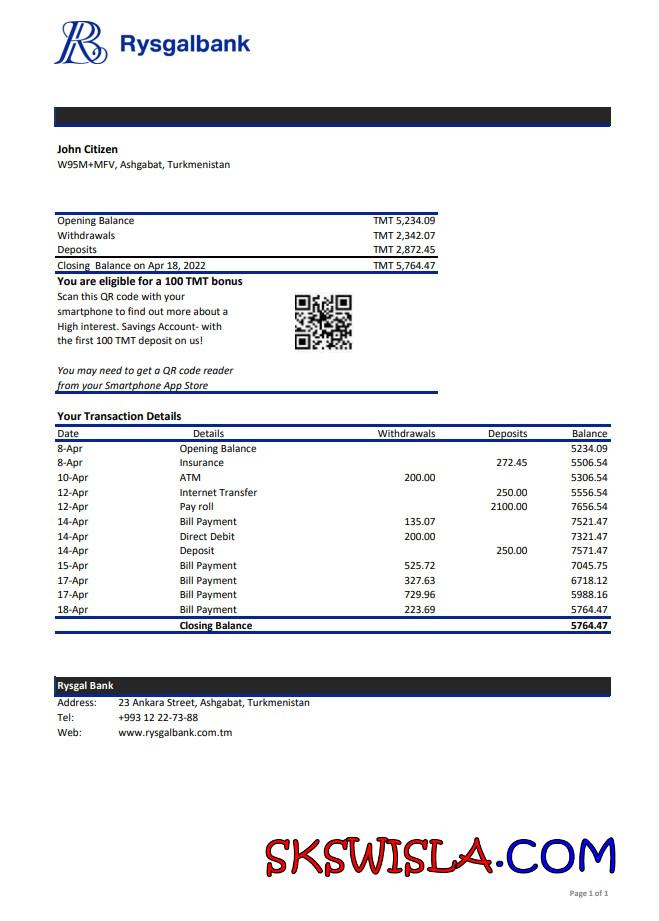 Rysgalbank
John Citizen
W95M+MFV, Ashgabat, Turkmenistan
Opening Balance TMT 5,234.09
Withdrawals TMT 2,342.07
Deposits TMT 2,872.45
Closing  Balance on Apr 18, 2022 TMT 5,764.47
You are eligible for a 100 TMT bonus
Scan this QR code with your
smartphone to find out more about a
High interest. Savings Account- with
the first 100 TMT deposit on us!
You may need to get a QR code reader
from your Smartphone App Store
Your Transaction Details
Date Details Withdrawals Deposits Balance
8-Apr Opening Balance 5234.09
8-Apr Insurance 272.45 5506.54
10-Apr ATM 200.00 5306.54
12-Apr Internet Transfer 250.00 5556.54
12-Apr Pay roll 2100.00 7656.54
14-Apr Bill Payment 135.07 7521.47
14-Apr Direct Debit 200.00 7321.47
14-Apr Deposit 250.00 7571.47
15-Apr Bill Payment 525.72 7045.75
17-Apr Bill Payment 327.63 6718.12
17-Apr Bill Payment 729.96 5988.16
18-Apr Bill Payment 223.69 5764.47
Closing Balance 5764.47
Rysgal Bank
Address: 23 Ankara Street, Ashgabat, Turkmenistan
Tel: +993 12 22-73-88
Web: www.rysgalbank.com.tm
SKSWISLA.COM
Page 1 of 1